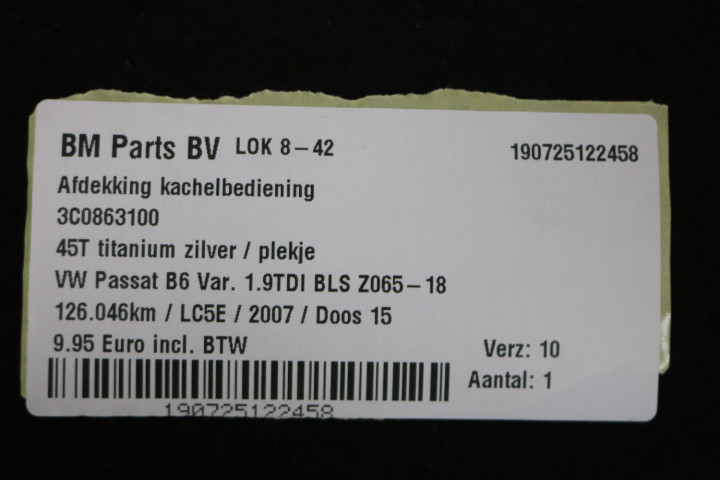 BM Parts BV LOK 8-42 190725122458
Afdekking kachelbediening
3C0863100
45T titanium zilver / plekje
VW Passat B6 Var. 1.9TDI BLS Z065-18
126.046km / LC5E / 2007 / Doos 15
9.95 Euro incl. BTW Verz: 10
Aantal: 1
190725122458